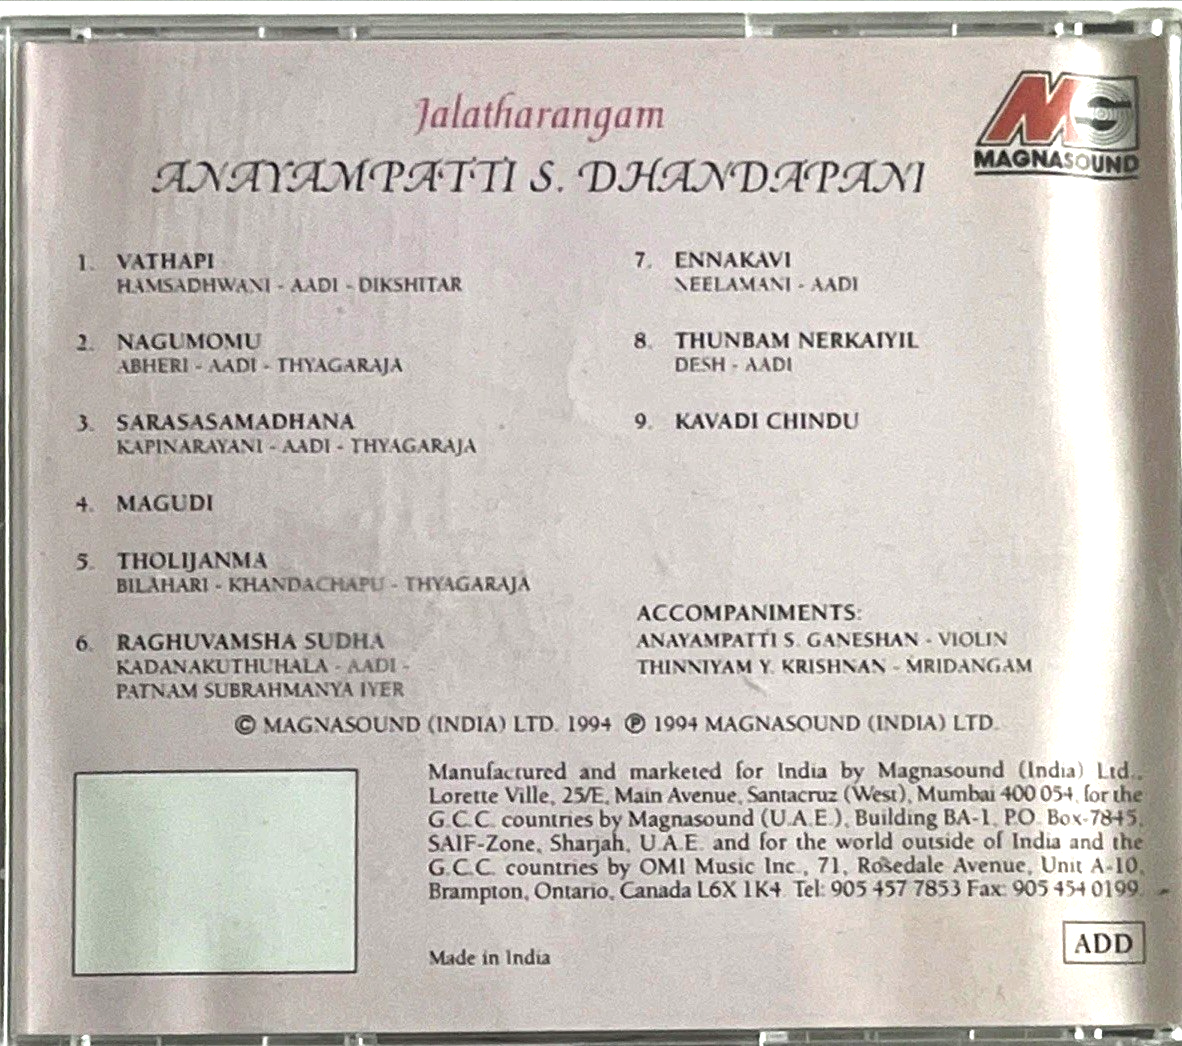 Jalatharangam
ANAYAMPATTI S. DHANDAPANI
MS
MAGNASOUND
1. VATHAPI
HAMSADHWANI - AADI - DIKSHITAR
2. NAGUMOMU
ABHERI - AADI - THYAGARAJA
3. SARASASAMADHANA
KAPINARAYANI - AADI - THYAGARAJA
4. MAGUDI
5. THOLIJANMA
BILAHARI - KHANDACHAPU - THYAGARAJA
6. RAGHUVAMSHA SUDHA
KADANAKUTHUHALA - AADI -
PATNAM SUBRAHMANYA IYER
7. ENNAKAVI
NEELAMANI - AADI
8. THUNBAM NERKAIYIL
DESH - AADI
9. KAVADI CHINDU
ACCOMPANIMENTS:
ANAYAMPATTI S. GANESHAN - VIOLIN
THINNIYAM Y. KRISHNAN - MRIDANGAM
© MAGNASOUND (INDIA) LTD. 1994 ℗ 1994 MAGNASOUND (INDIA) LTD.
Manufactured and marketed for India by Magnasound (India) Ltd.,
Lorette Ville, 25/E, Main Avenue, Santacruz (West), Mumbai 400 054, for the
G.C.C. countries by Magnasound (U.A.E.), Building BA-1, P.O. Box-7845,
SAIF-Zone, Sharjah, U.A.E. and for the world outside of India and the
G.C.C. countries by OMI Music Inc., 71, Rosedale Avenue, Unit A-10,
Brampton, Ontario, Canada L6X 1K4. Tel: 905 457 7853 Fax: 905 454 0199.
Made in India
ADD